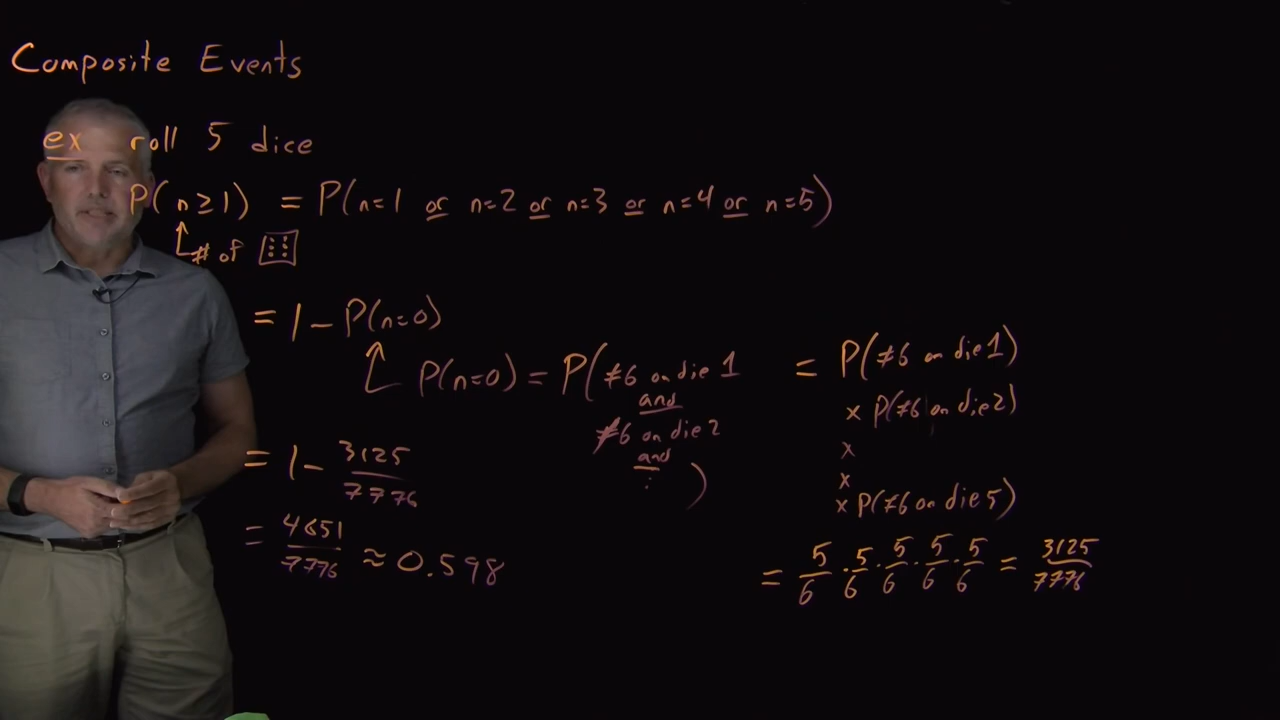 Composite Events
ex roll 5 dice
P(n≥1) = P(n=1 or n=2 or n=3 or n=4 or n=5)
# of ⚅
= 1 - P(n=0)
P(n=0) = P(≠6 on die 1 and ≠6 on die 2 and ⋮ )
= P(≠6 on die 1)
x P(≠6 on die 2)
x
x
x P(≠6 on die 5)
= 5/6 · 5/6 · 5/6 · 5/6 · 5/6 = 3125/7776
= 1 - 3125/7776
= 4651/7776 ≈ 0.598